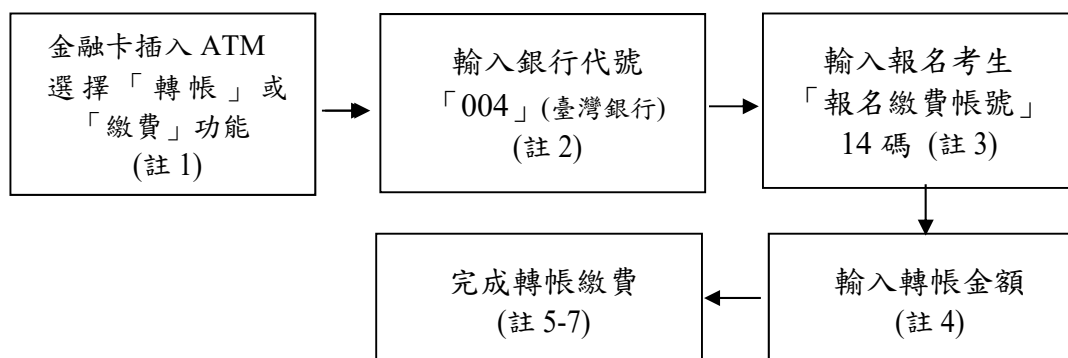 金融卡插入 ATM
選擇「轉帳」或
「繳費」功能
(註 1)
輸入銀行代號
「004」(臺灣銀行)
(註 2)
輸入報名考生
「報名繳費帳號」
14 碼 (註 3)
輸入轉帳金額
(註 4)
完成轉帳繳費
(註 5-7)